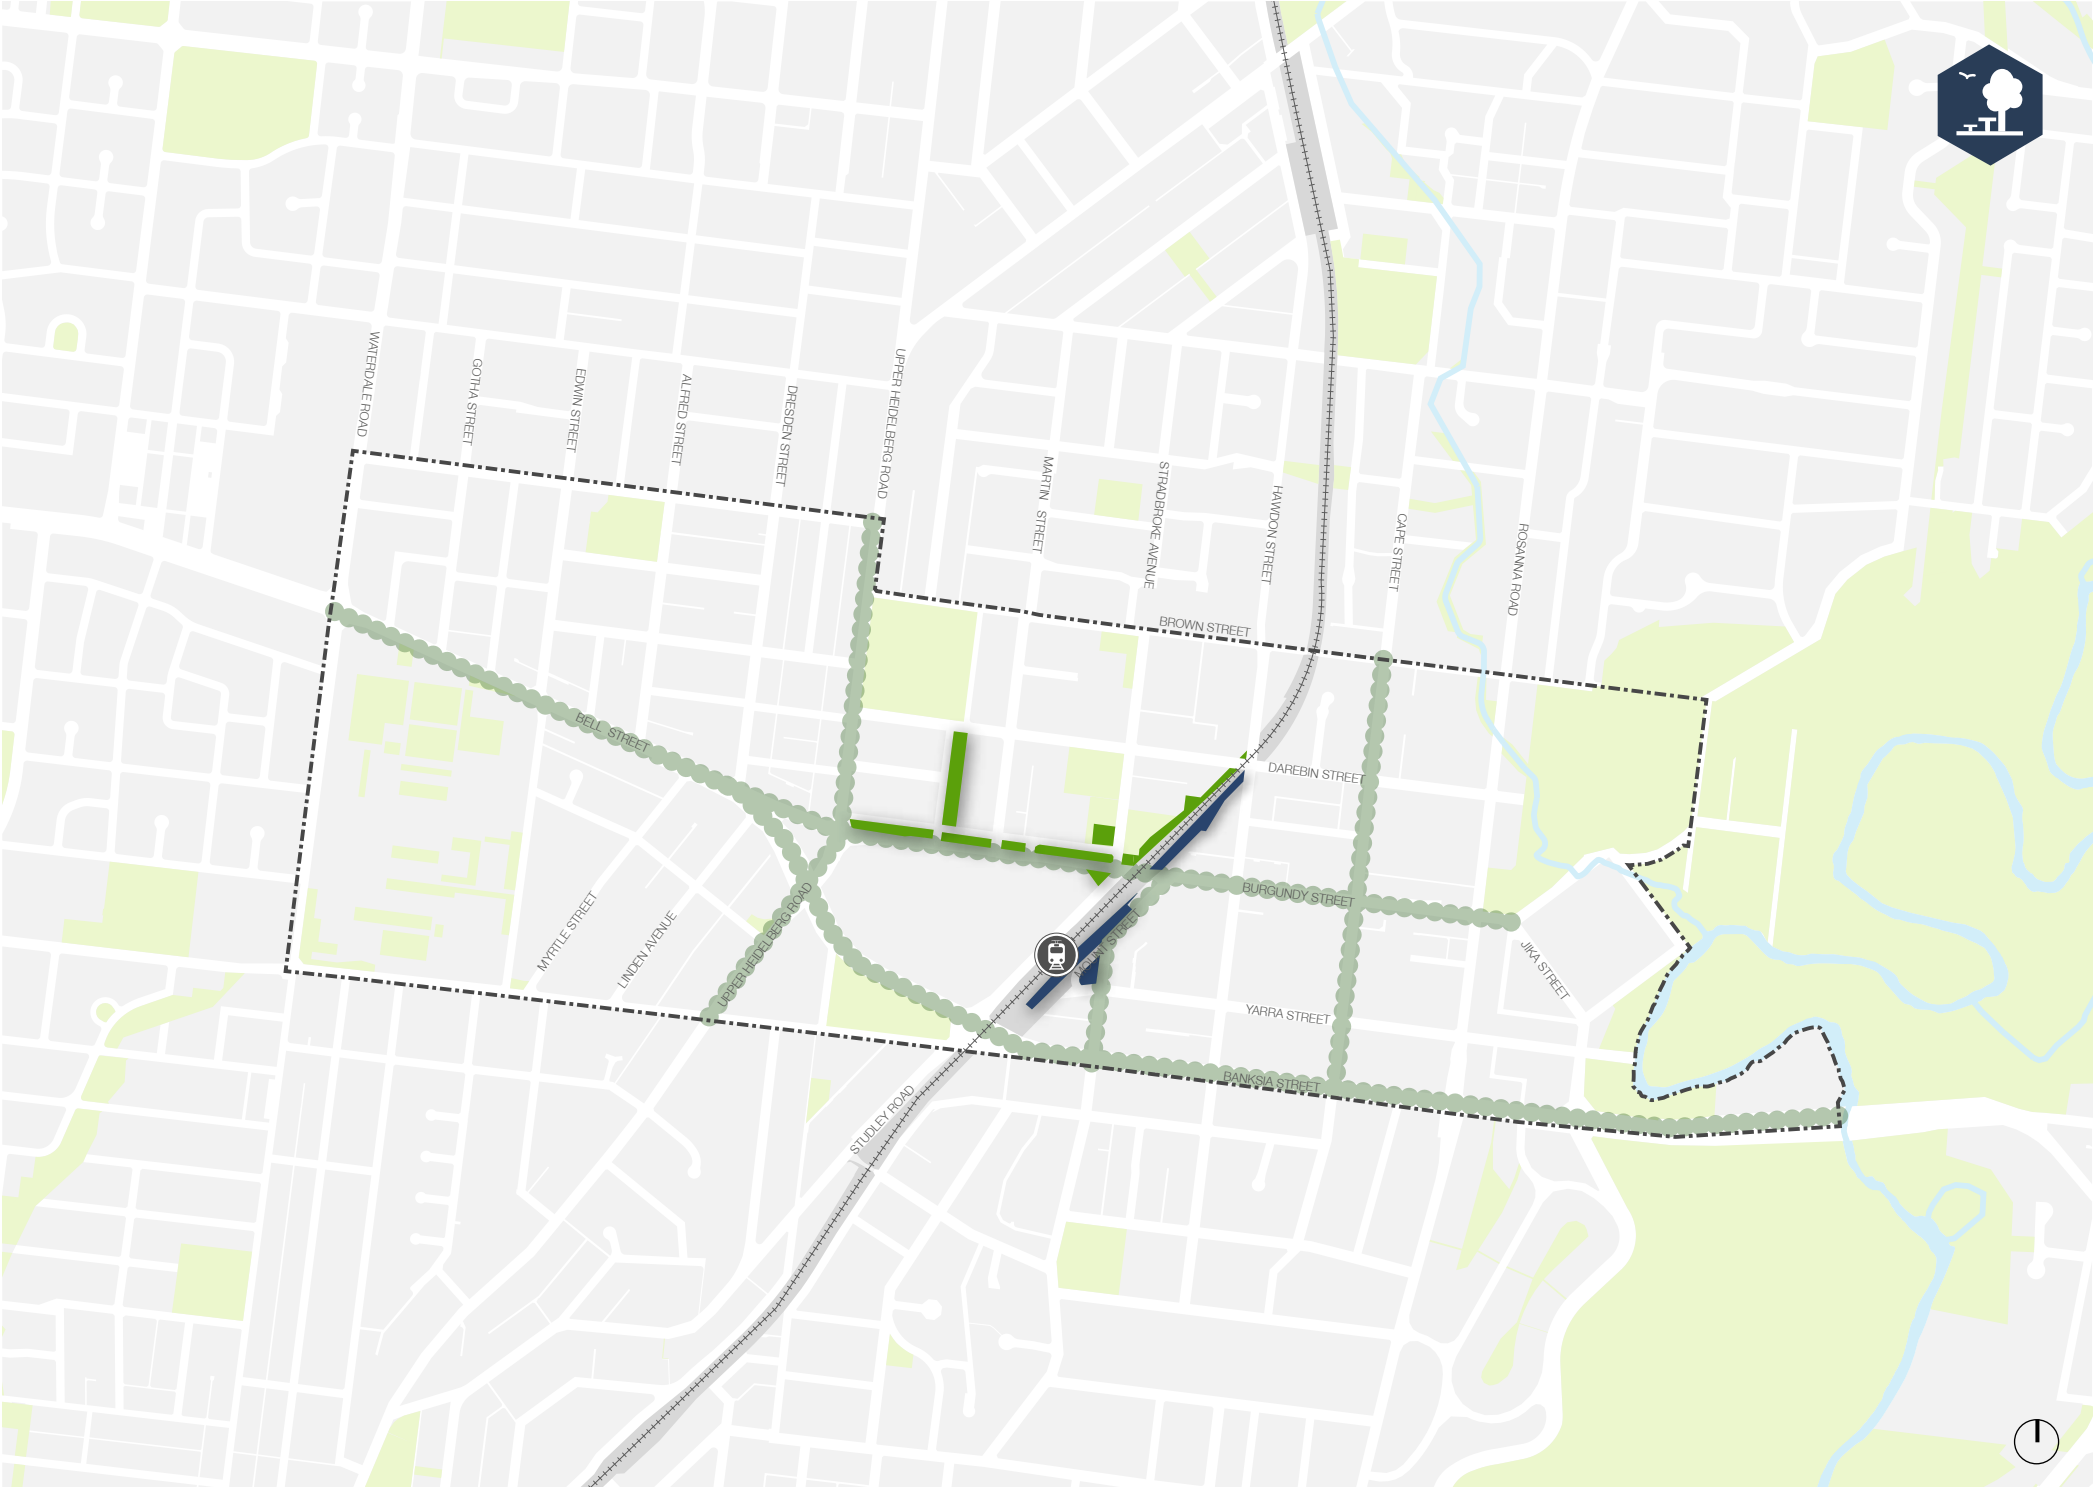 WATERDALE ROAD
GOTHA STREET
EDWIN STREET
ALFRED STREET
DRESDEN STREET
UPPER HEIDELBERG ROAD
MARTIN STREET
STRADBROKE AVENUE
HAWDON STREET
CAPE STREET
ROSANNA ROAD
BROWN STREET
BELL STREET
DAREBIN STREET
BURGUNDY STREET
MYRTLE STREET
LINDEN AVENUE
UPPER HEIDELBERG ROAD
MOUNT STREET
JIKA STREET
YARRA STREET
BANKSIA STREET
STUDLEY ROAD